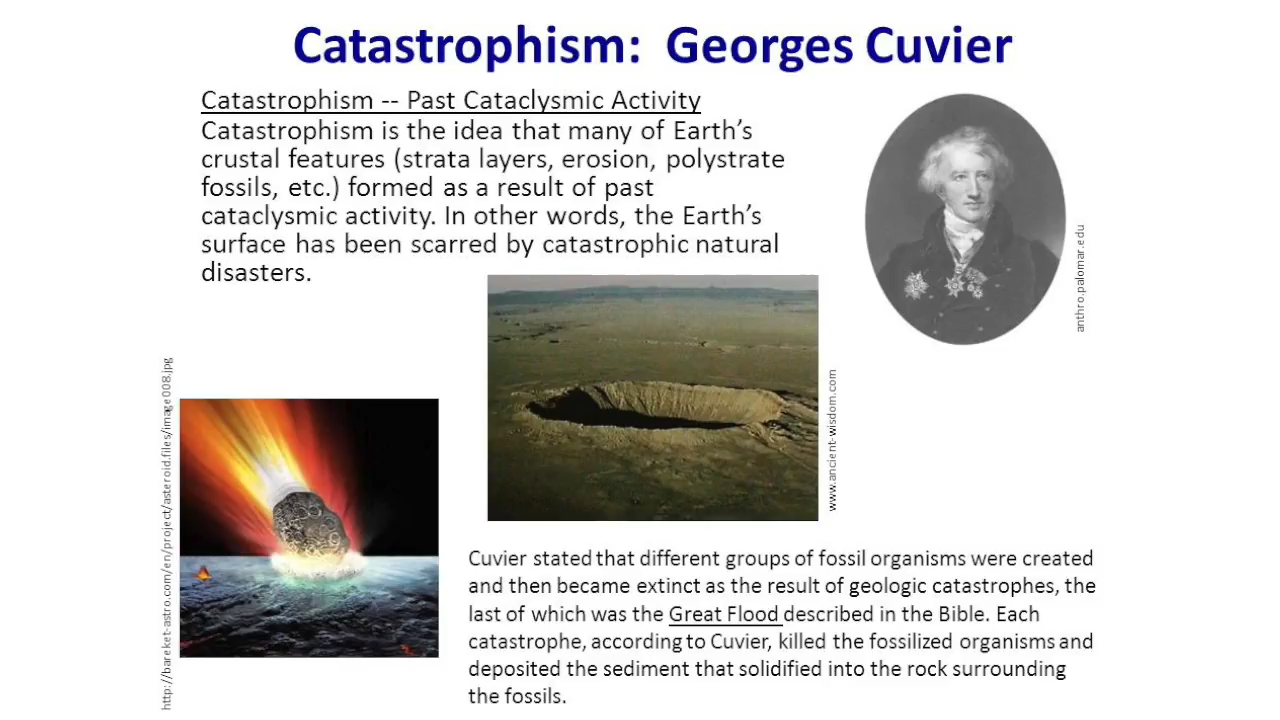 Catastrophism: Georges Cuvier
Catastrophism -- Past Cataclysmic Activity
Catastrophism is the idea that many of Earth's
crustal features (strata layers, erosion, polystrate
fossils, etc.) formed as a result of past
cataclysmic activity. In other words, the Earth's
surface has been scarred by catastrophic natural
disasters.
anthro.palomar.edu
www.ancient-wisdom.com
http://bareket-astro.com/en/project/asteroid.files/image008.jpg
Cuvier stated that different groups of fossil organisms were created
and then became extinct as the result of geologic catastrophes, the
last of which was the Great Flood described in the Bible. Each
catastrophe, according to Cuvier, killed the fossilized organisms and
deposited the sediment that solidified into the rock surrounding
the fossils.